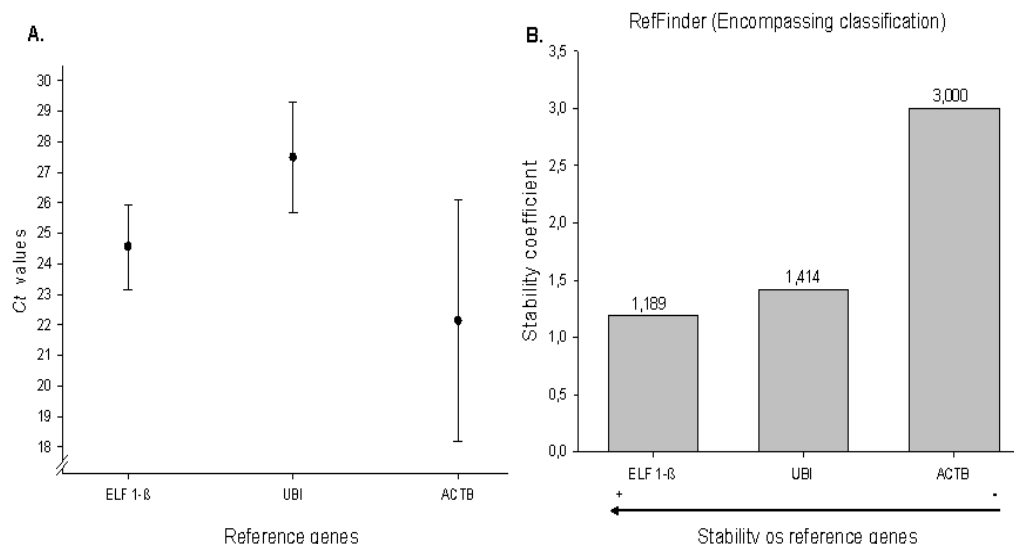 A.
30
29
28
27
26
25
24
23
22
21
20
19
18
Ct values
ELF 1-ß
UBI
ACTB
Reference genes
B.
RefFinder (Encompassing classification)
3,5
3,0
2,5
2,0
1,5
1,0
0,5
0,0
Stability coefficient
1,189
1,414
3,000
ELF 1-ß
UBI
ACTB
+ -
Stability os reference genes